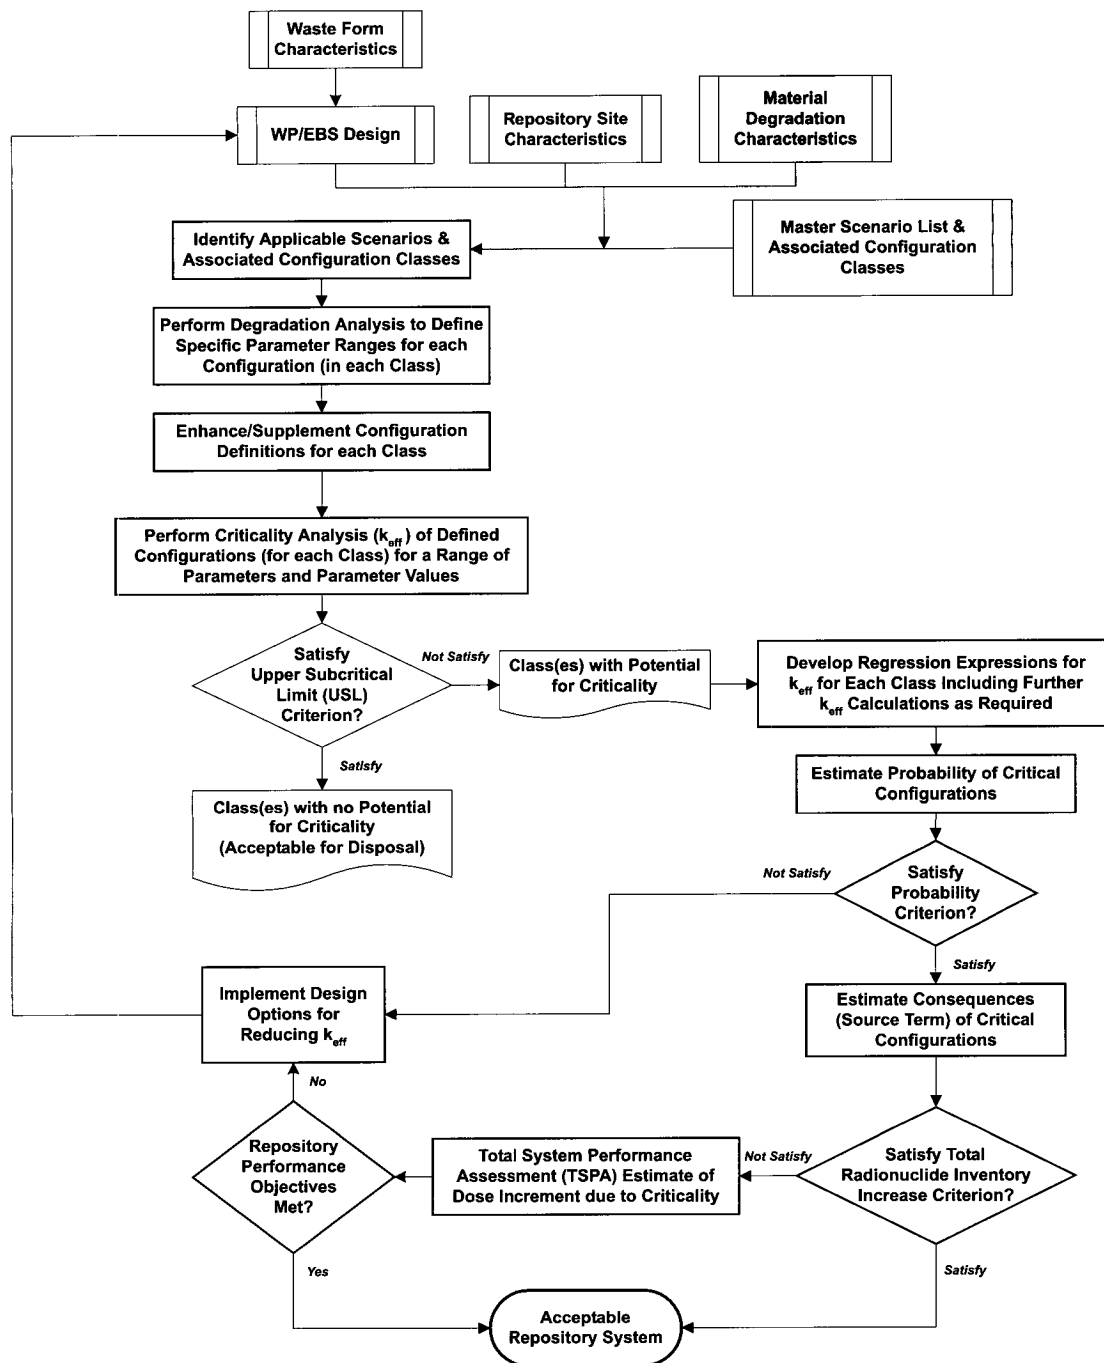 Waste Form
Characteristics
WP/EBS Design
Repository Site
Characteristics
Material
Degradation
Characteristics
Identify Applicable Scenarios &
Associated Configuration Classes
Master Scenario List &
Associated Configuration
Classes
Perform Degradation Analysis to Define
Specific Parameter Ranges for each
Configuration (in each Class)
Enhance/Supplement Configuration
Definitions for each Class
Perform Criticality Analysis (keff) of Defined
Configurations (for each Class) for a Range of
Parameters and Parameter Values
Satisfy
Upper Subcritical
Limit (USL)
Criterion?
Not Satisfy
Class(es) with Potential
for Criticality
Develop Regression Expressions for
keff for Each Class Including Further
keff Calculations as Required
Satisfy
Class(es) with no Potential
for Criticality
(Acceptable for Disposal)
Estimate Probability of Critical
Configurations
Not Satisfy
Satisfy
Probability
Criterion?
Satisfy
Implement Design
Options for
Reducing keff
Estimate Consequences
(Source Term) of Critical
Configurations
No
Repository
Performance
Objectives
Met?
Total System Performance
Assessment (TSPA) Estimate of
Dose Increment due to Criticality
Not Satisfy
Satisfy Total
Radionuclide Inventory
Increase Criterion?
Yes
Satisfy
Acceptable
Repository System